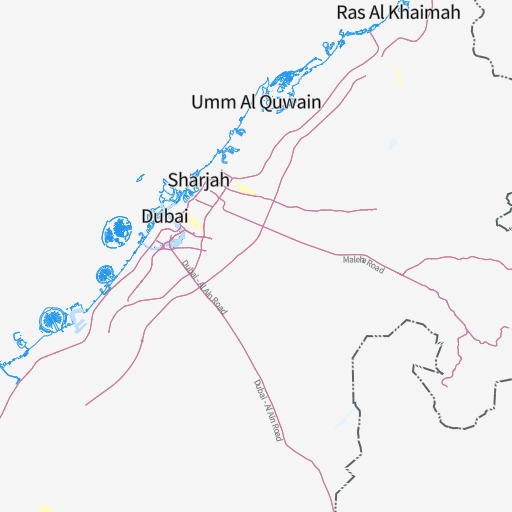 Ras Al Khaimah
Umm Al Quwain
Sharjah
Dubai
Maleha Road
Dubai - Al Ain Road
Dubai - Al Ain Road